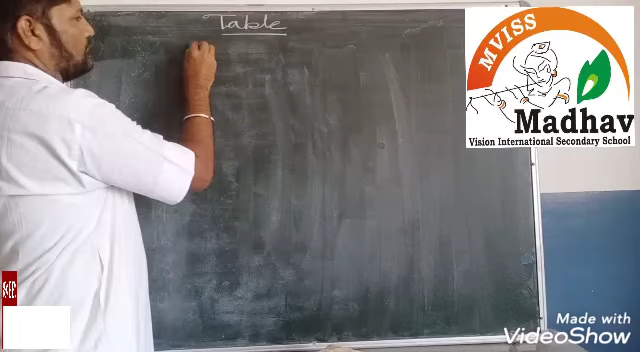 Table
MVISS
Madhav
Vision International Secondary School
Made with
VideoShow